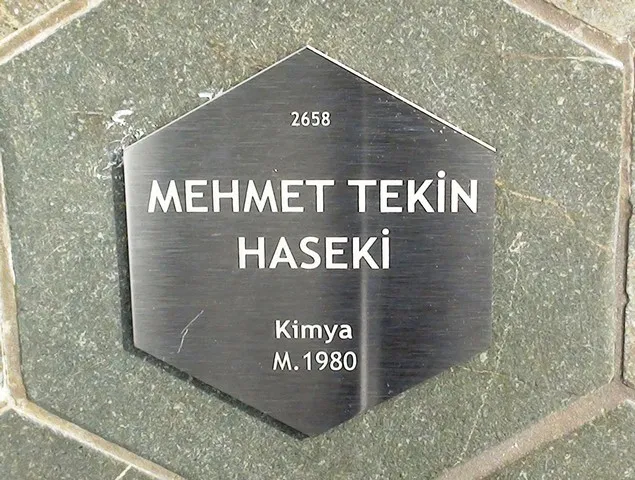 2658
MEHMET TEKİN
HASEKİ
Kimya
M.1980